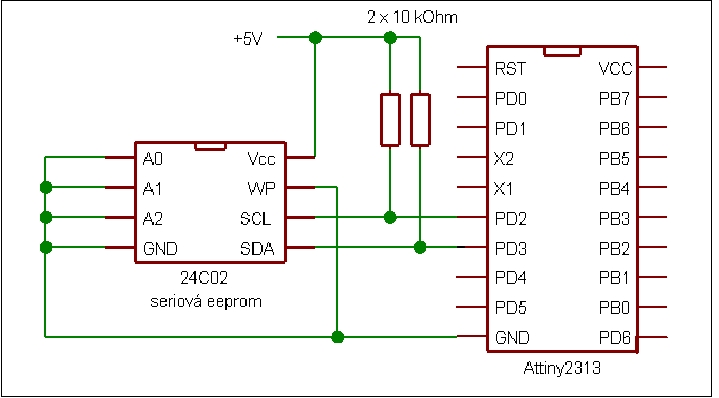 2 x 10 kOhm
+5V
RST VCC
PD0 PB7
PD1 PB6
A0 Vcc X2 PB5
A1 WP X1 PB4
A2 SCL PD2 PB3
GND SDA PD3 PB2
24C02 PD4 PB1
seriová eeprom PD5 PB0
GND PD6
Attiny2313